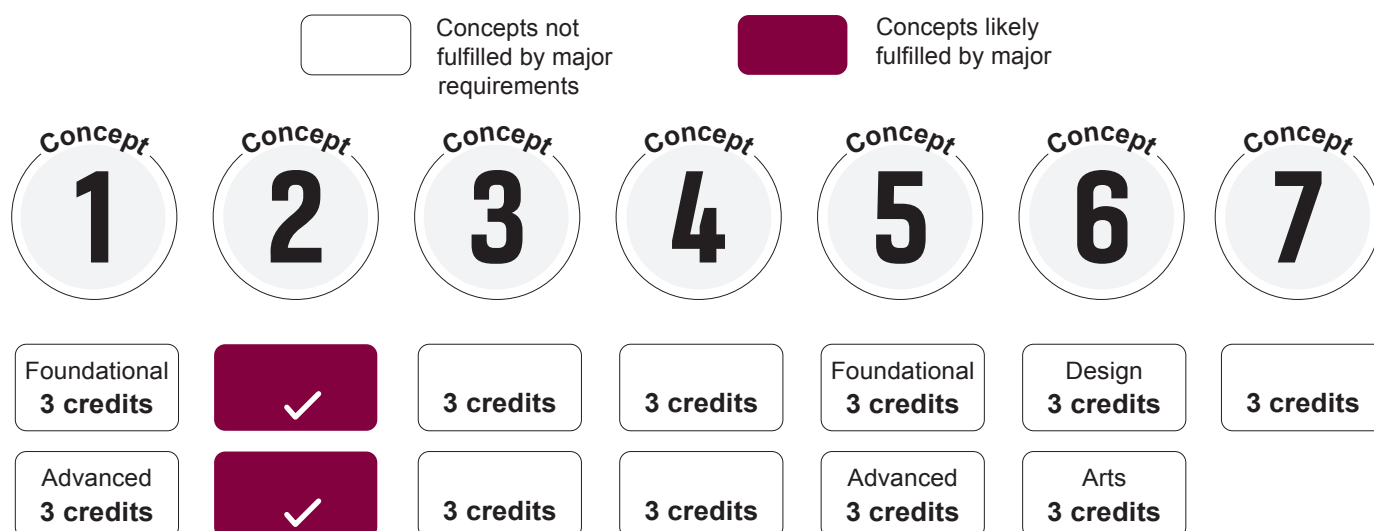 Concepts not
fulfilled by major
requirements
Concepts likely
fulfilled by major
Concept Concept Concept Concept Concept Concept Concept
1 2 3 4 5 6 7
Foundational Foundational Design
3 credits 3 credits 3 credits 3 credits 3 credits 3 credits
Advanced Advanced Arts
3 credits 3 credits 3 credits 3 credits 3 credits